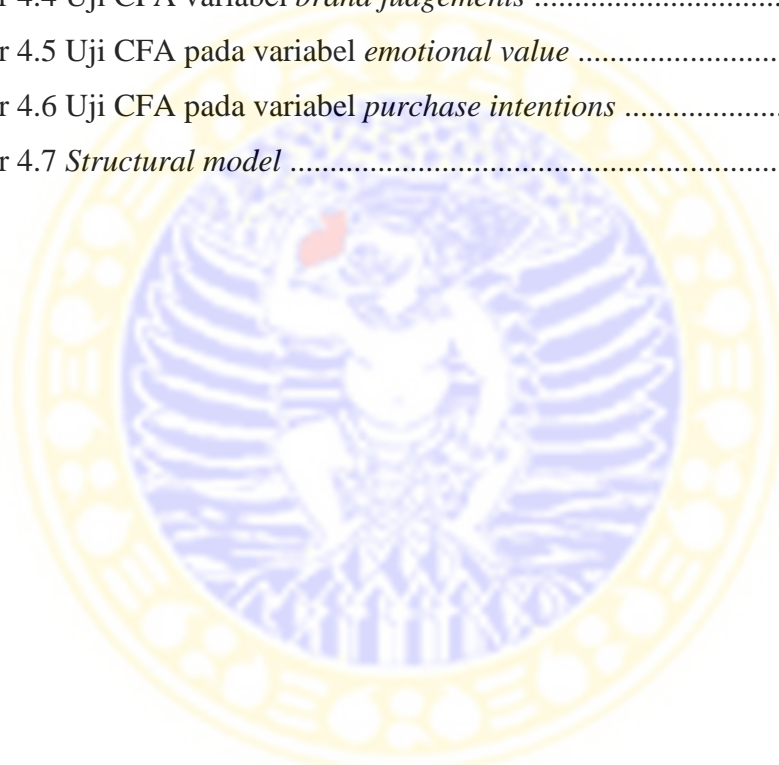 r 4.4 Uji CFA variabel brand judgements ................................
r 4.5 Uji CFA pada variabel emotional value ..........................
r 4.6 Uji CFA pada variabel purchase intentions ....................
r 4.7 Structural model .............................................................